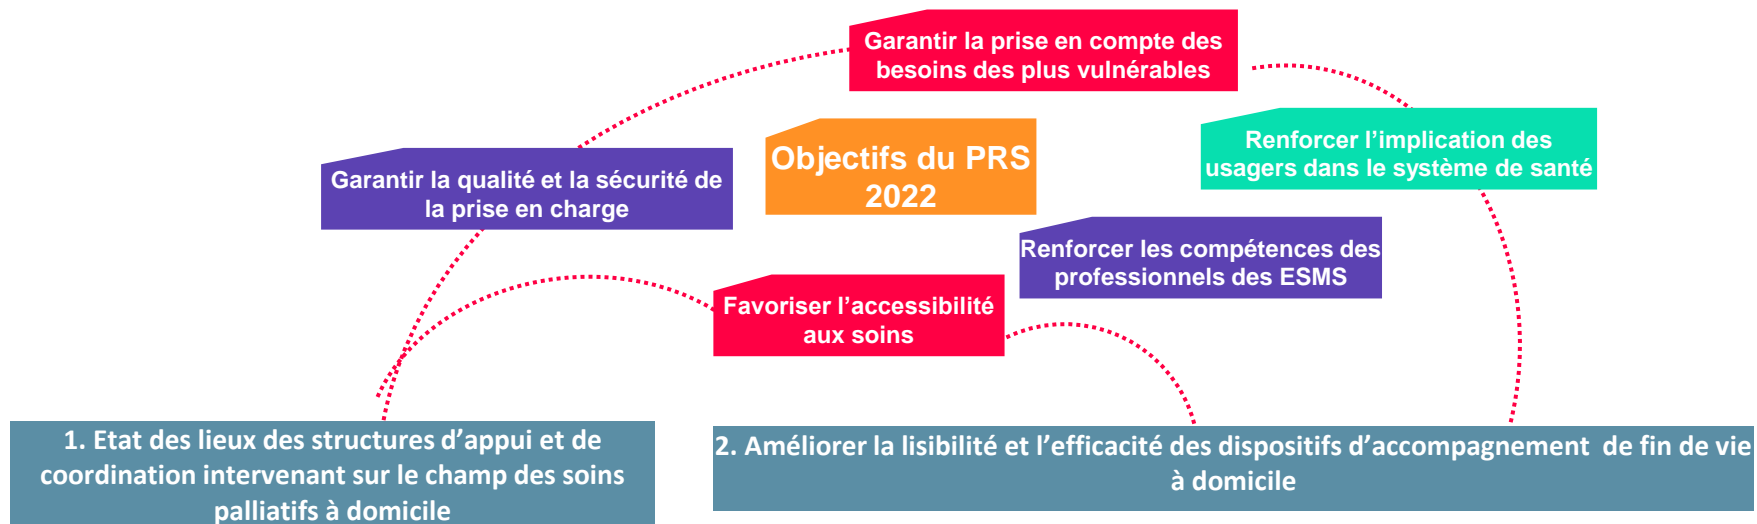 Garantir la prise en compte des
besoins des plus vulnérables
Objectifs du PRS
2022
Renforcer l’implication des
usagers dans le système de santé
Garantir la qualité et la sécurité de
la prise en charge
Renforcer les compétences des
professionnels des ESMS
Favoriser l’accessibilité
aux soins
1. Etat des lieux des structures d’appui et de
coordination intervenant sur le champ des soins
palliatifs à domicile
2. Améliorer la lisibilité et l’efficacité des dispositifs d’accompagnement de fin de vie
à domicile